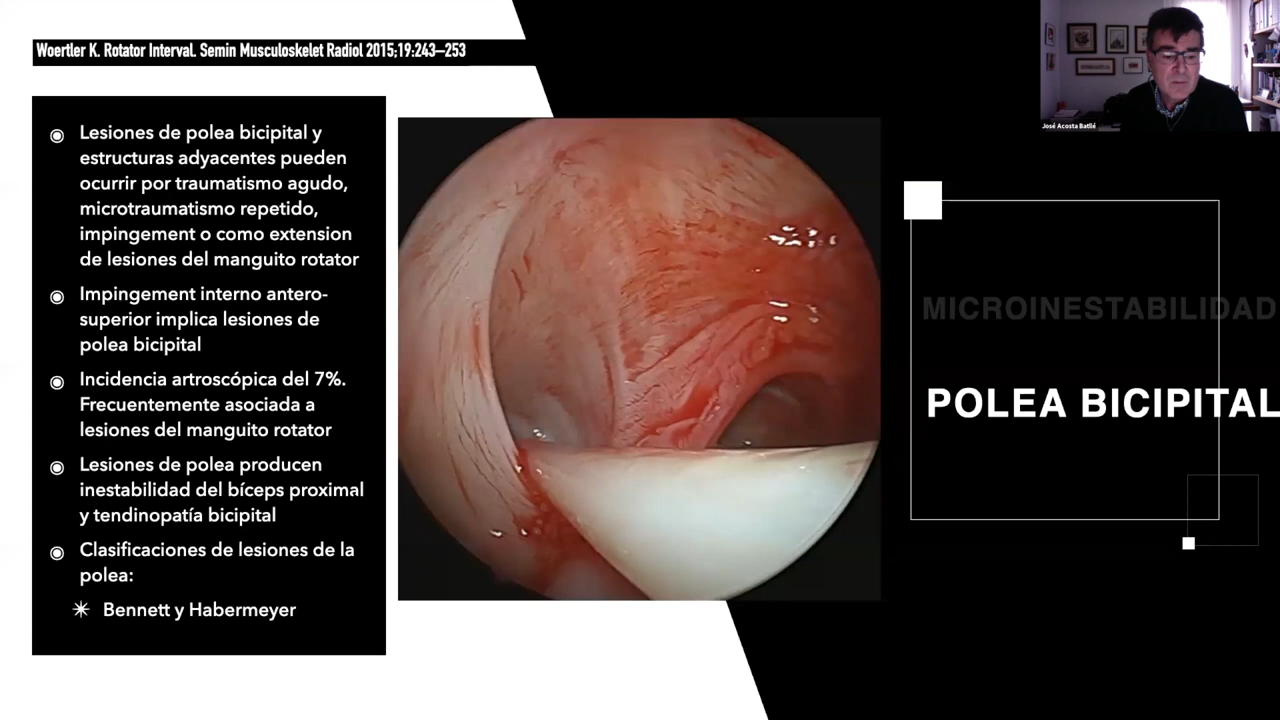 Woertler K. Rotator Interval. Semin Musculoskelet Radiol 2015;19:243–253
Lesiones de polea bicipital y
estructuras adyacentes pueden
ocurrir por traumatismo agudo,
microtraumatismo repetido,
impingement o como extension
de lesiones del manguito rotator
Impingement interno antero-
superior implica lesiones de
polea bicipital
Incidencia artroscópica del 7%.
Frecuentemente asociada a
lesiones del manguito rotator
Lesiones de polea producen
inestabilidad del bíceps proximal
y tendinopatía bicipital
Clasificaciones de lesiones de la
polea:
Bennett y Habermeyer
José Acosta Batllé
MICROINESTABILIDAD
POLEA BICIPITAL